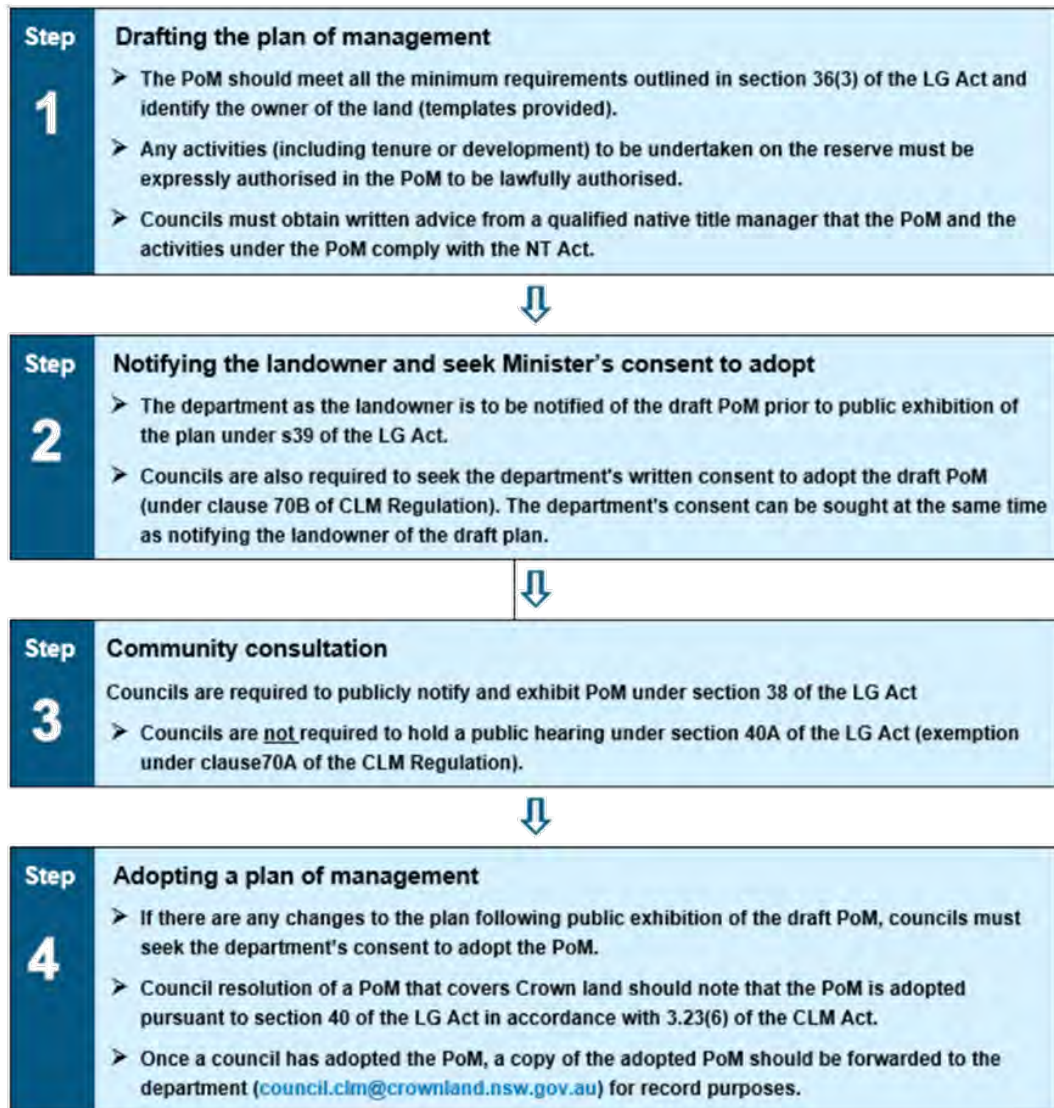 Step
1
Drafting the plan of management
➤ The PoM should meet all the minimum requirements outlined in section 36(3) of the LG Act and
identify the owner of the land (templates provided).
➤ Any activities (including tenure or development) to be undertaken on the reserve must be
expressly authorised in the PoM to be lawfully authorised.
➤ Councils must obtain written advice from a qualified native title manager that the PoM and the
activities under the PoM comply with the NT Act.
Step
2
Notifying the landowner and seek Minister's consent to adopt
➤ The department as the landowner is to be notified of the draft PoM prior to public exhibition of
the plan under s39 of the LG Act.
➤ Councils are also required to seek the department's written consent to adopt the draft PoM
(under clause 70B of CLM Regulation). The department's consent can be sought at the same time
as notifying the landowner of the draft plan.
Step
3
Community consultation
Councils are required to publicly notify and exhibit PoM under section 38 of the LG Act
➤ Councils are not required to hold a public hearing under section 40A of the LG Act (exemption
under clause70A of the CLM Regulation).
Step
4
Adopting a plan of management
➤ If there are any changes to the plan following public exhibition of the draft PoM, councils must
seek the department's consent to adopt the PoM.
➤ Council resolution of a PoM that covers Crown land should note that the PoM is adopted
pursuant to section 40 of the LG Act in accordance with 3.23(6) of the CLM Act.
➤ Once a council has adopted the PoM, a copy of the adopted PoM should be forwarded to the
department (council.clm@crownland.nsw.gov.au) for record purposes.